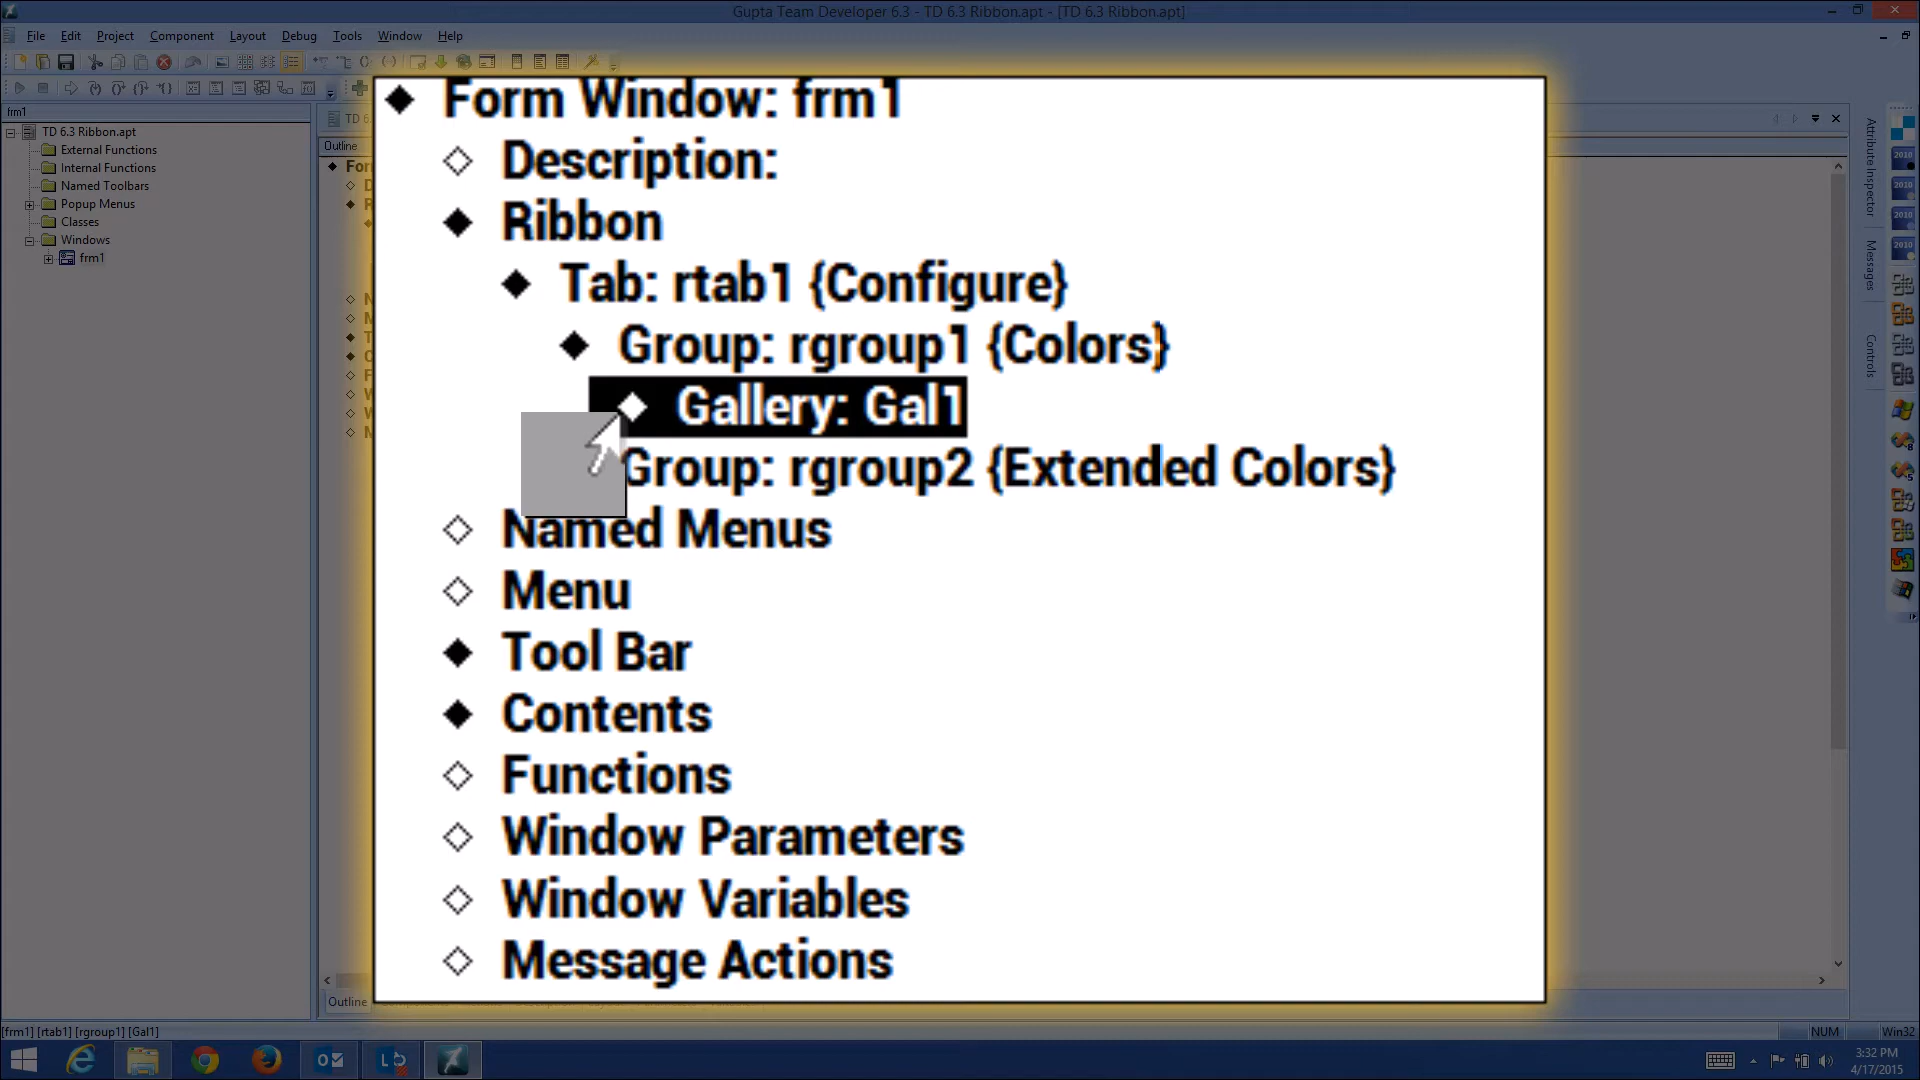 Gupta Team Developer 6.3 - TD 6.3 Ribbon.apt - [TD 6.3 Ribbon.apt]
File Edit Project Component Layout Debug Tools Window Help
frm1
TD 6.3 Ribbon.apt
External Functions
Internal Functions
Named Toolbars
Popup Menus
Classes
Windows
frm1
Outline
Form Window: frm1
Description:
Ribbon
Tab: rtab1 {Configure}
Group: rgroup1 {Colors}
Gallery: Gal1
Group: rgroup2 {Extended Colors}
Named Menus
Menu
Tool Bar
Contents
Functions
Window Parameters
Window Variables
Message Actions
Attribute Inspector
Messages
Controls
2010
2010
2010
2010
Outline
[frm1] [rtab1] [rgroup1] [Gal1]
NUM
Win32
3:32 PM
4/17/2015